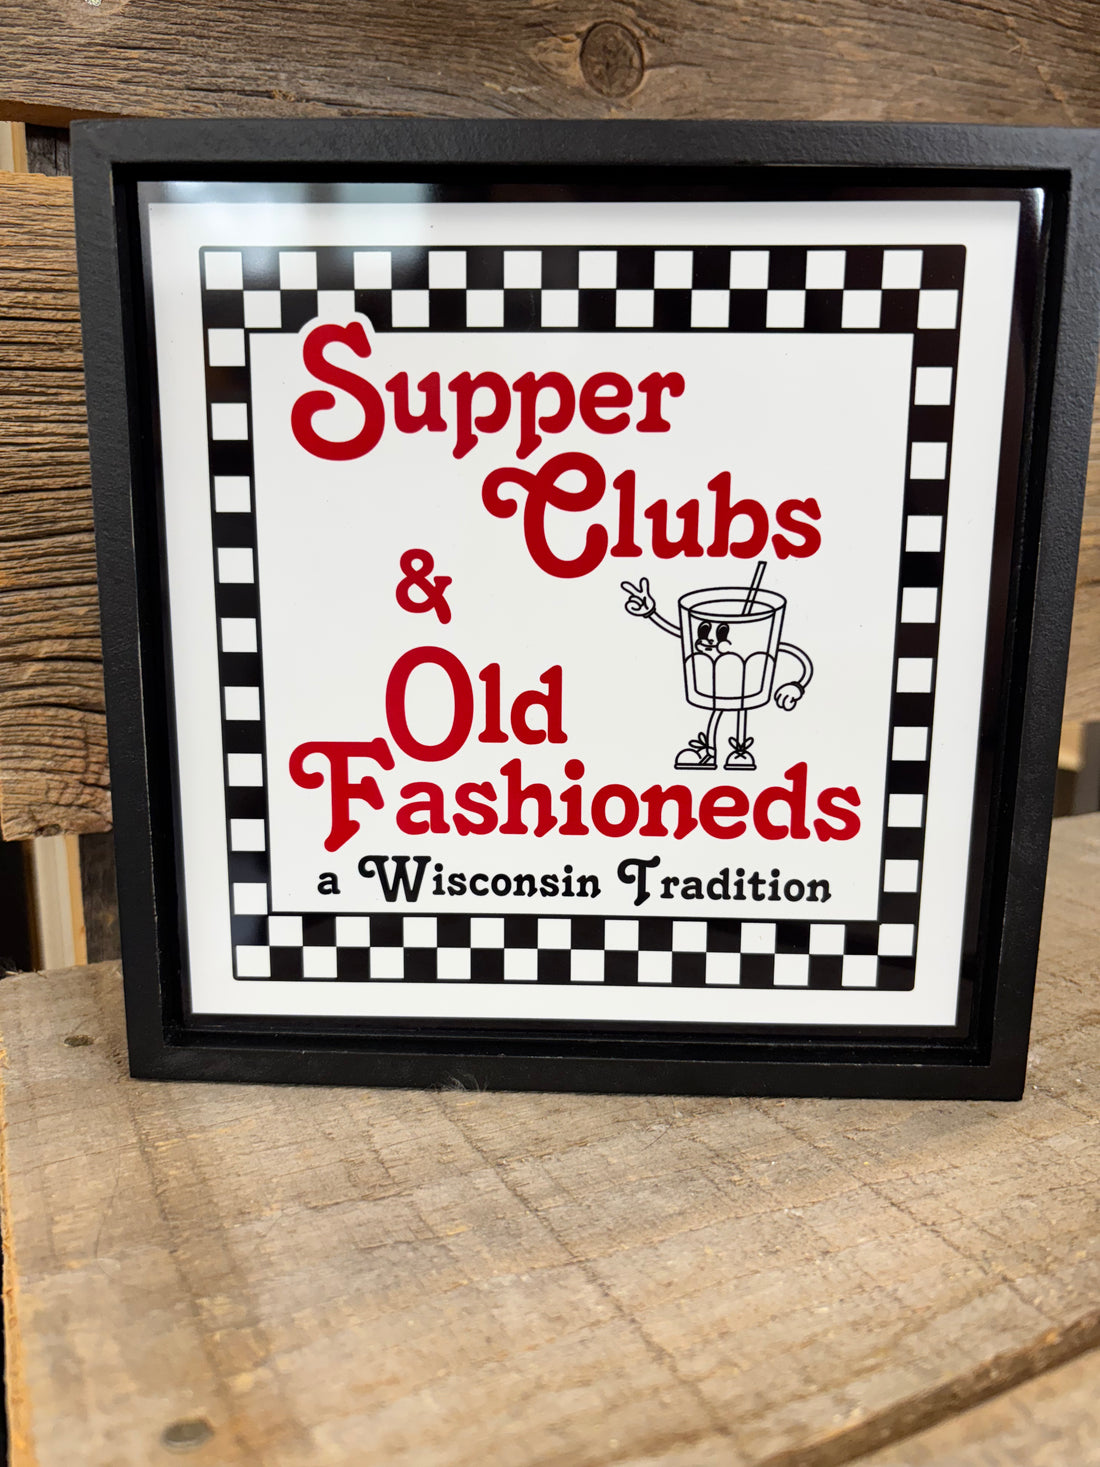 Supper
Clubs
&
Old
Fashioneds
a Wisconsin Tradition